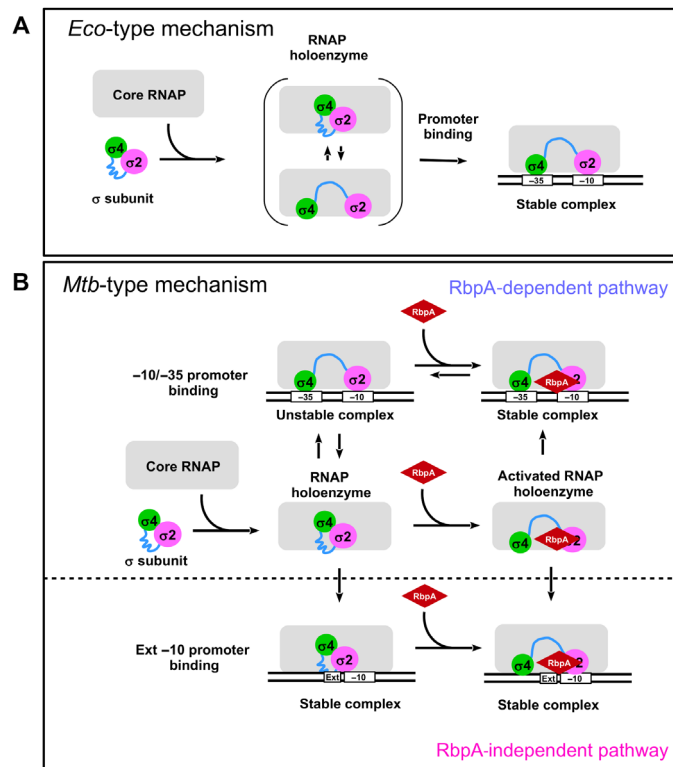 A
Eco-type mechanism
RNAP
holoenzyme
Core RNAP
σ4
σ2
σ subunit
σ4
σ2
σ4
σ2
Promoter
binding
σ4
σ2
–35
–10
Stable complex
B
Mtb-type mechanism
RbpA-dependent pathway
RbpA
–10/–35 promoter
binding
σ4
σ2
–35
–10
Unstable complex
σ4
RbpA
2
–35
–10
Stable complex
Core RNAP
σ4
σ2
σ subunit
RNAP
holoenzyme
σ4
σ2
RbpA
Activated RNAP
holoenzyme
σ4
RbpA
2
Ext –10 promoter
binding
σ4
σ2
Ext
–10
Stable complex
RbpA
σ4
RbpA
2
Ext
–10
Stable complex
RbpA-independent pathway